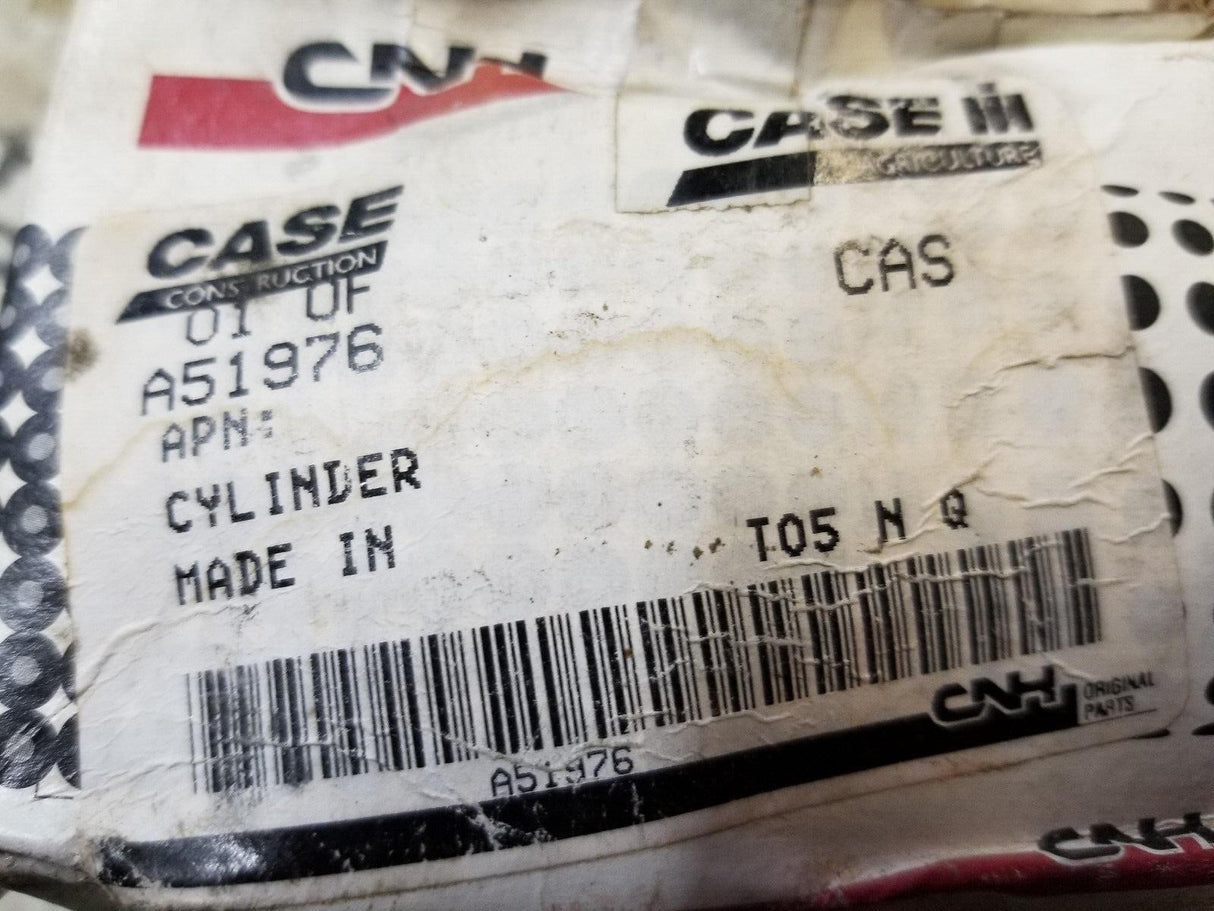 CNH
CASE IH
AGRICULTURE
CASE
CONSTRUCTION
CAS
01 OF
A51976
APN:
CYLINDER
MADE IN
T05 N Q
CNH ORIGINAL
PARTS
A51976
CNH